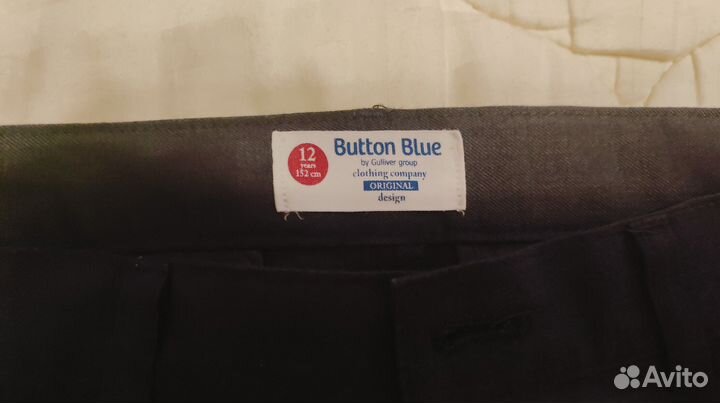 12
years
152 cm
Button Blue
by Gulliver group
clothing company
ORIGINAL
design
Avito